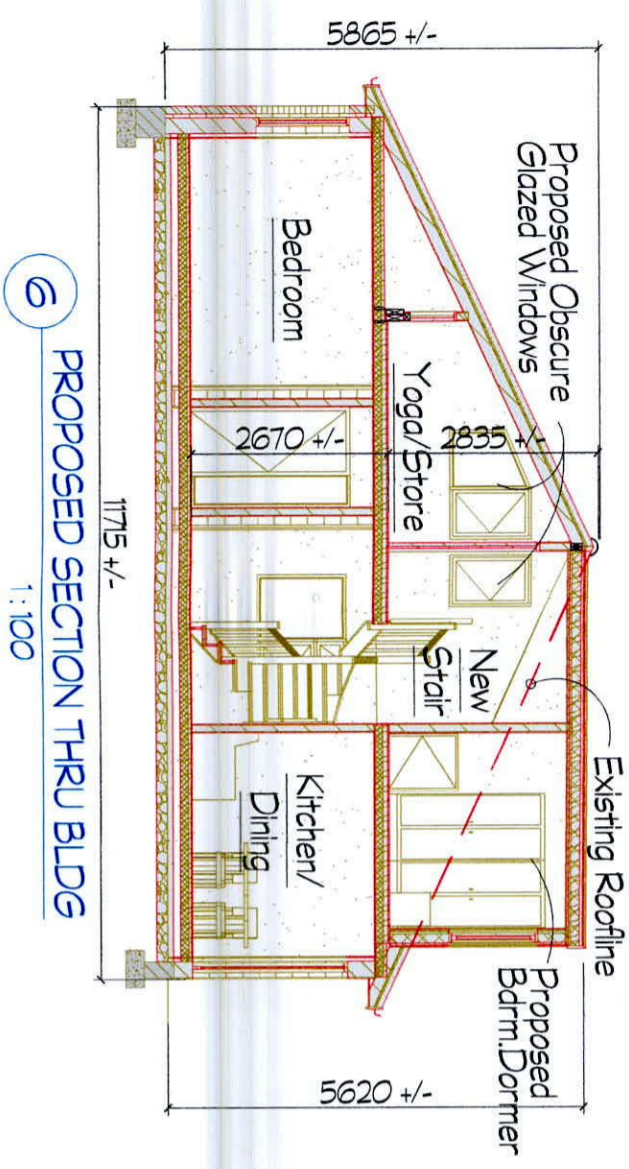 5865 +/-
Proposed Obscure
Glazed Windows
Existing Roofline
Proposed
Bdrm.Dormer
2835 +/-
Yoga/Store
New
Stair
Bedroom
2670 +/-
Kitchen/
Dining
5620 +/-
11715 +/-
6
PROPOSED SECTION THRU BLDG
1:100